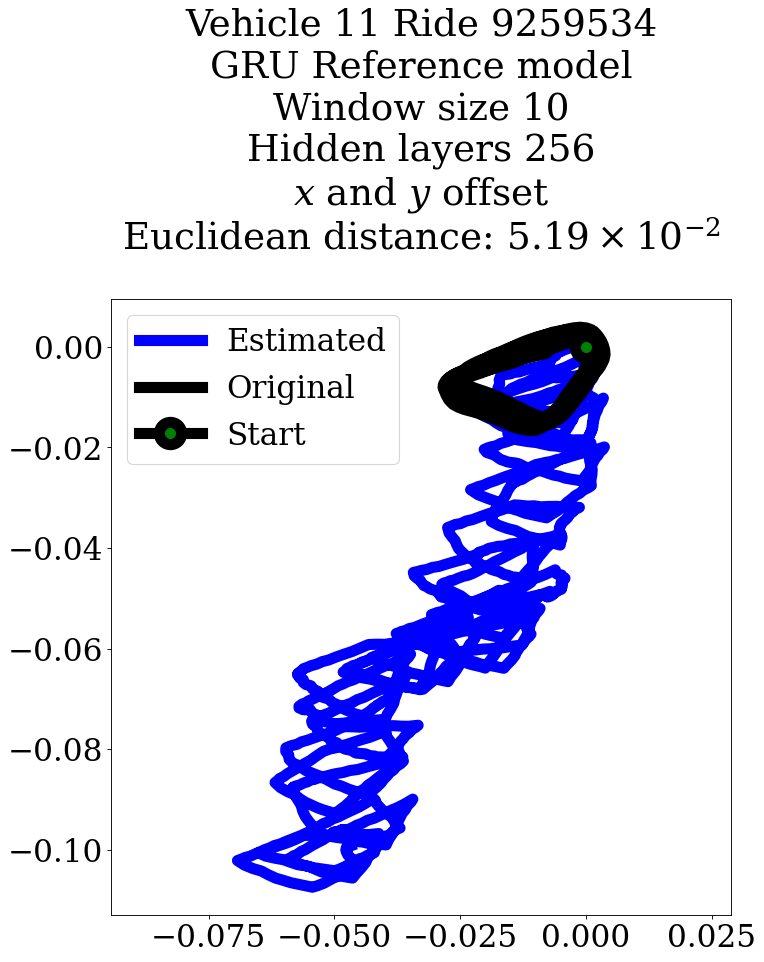 Vehicle 11 Ride 9259534
GRU Reference model
Window size 10
Hidden layers 256
x and y offset
Euclidean distance: 5.19 × 10⁻²
Estimated
Original
Start
0.00
−0.02
−0.04
−0.06
−0.08
−0.10
−0.075 −0.050 −0.025 0.000 0.025